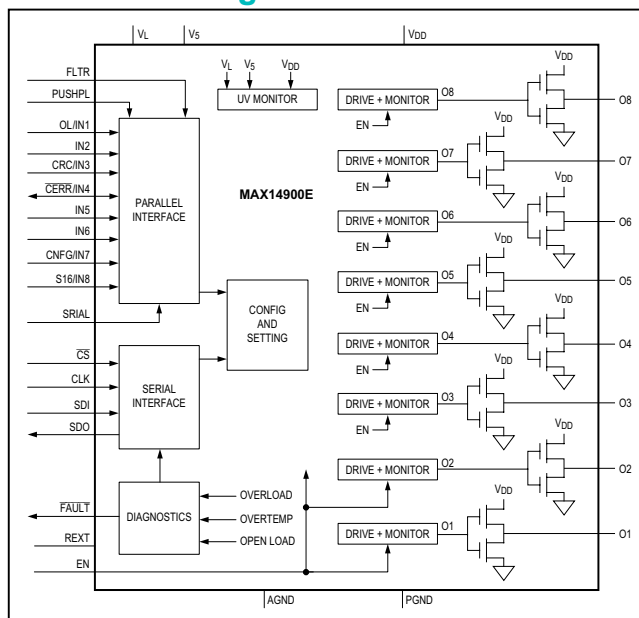 VL V5 VDD
FLTR
PUSHPL
OL/IN1
IN2
CRC/IN3
CERR/IN4
IN5
IN6
CNFG/IN7
S16/IN8
SRIAL
CS
CLK
SDI
SDO
FAULT
REXT
EN
PARALLEL
INTERFACE
SERIAL
INTERFACE
DIAGNOSTICS
VL V5 VDD
UV MONITOR
MAX14900E
CONFIG
AND
SETTING
OVERLOAD
OVERTEMP
OPEN LOAD
DRIVE + MONITOR O8 VDD O8
EN
DRIVE + MONITOR O7 VDD O7
EN
DRIVE + MONITOR O6 VDD O6
EN
DRIVE + MONITOR O5 VDD O5
EN
DRIVE + MONITOR O4 VDD O4
EN
DRIVE + MONITOR O3 VDD O3
EN
DRIVE + MONITOR O2 VDD O2
DRIVE + MONITOR O1 VDD O1
AGND PGND